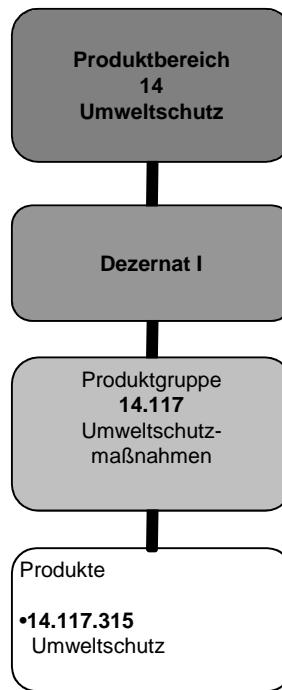 Produktbereich
14
Umweltschutz
Dezernat I
Produktgruppe
14.117
Umweltschutz-
maßnahmen
Produkte
•14.117.315
Umweltschutz